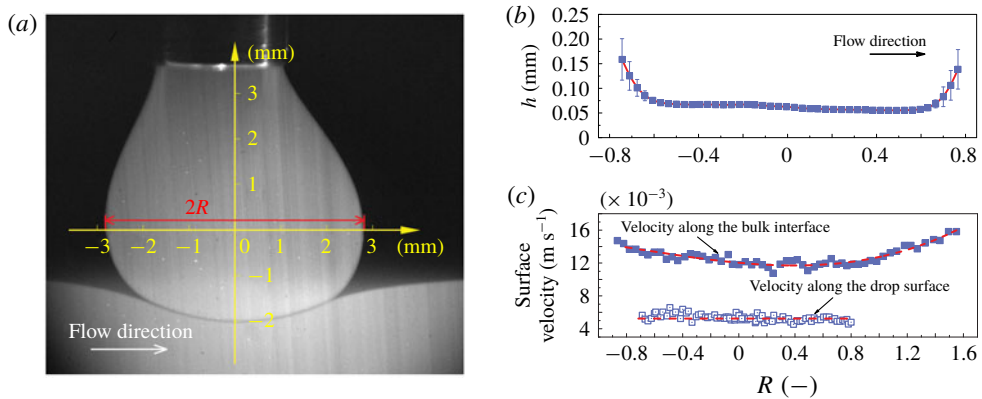 (a)
(mm)
3
2
1
2R
−3
−2
−1
0
1
2
3
(mm)
−1
−2
Flow direction
(b)
0.25
0.20
0.15
0.10
0.05
0
h (mm)
Flow direction
−0.8
−0.4
0
0.4
0.8
(c)
(× 10−3)
16
12
8
4
Surface
velocity (m s−1)
Velocity along the bulk interface
Velocity along the drop surface
−0.8
−0.4
0
0.4
0.8
1.2
1.6
R (−)